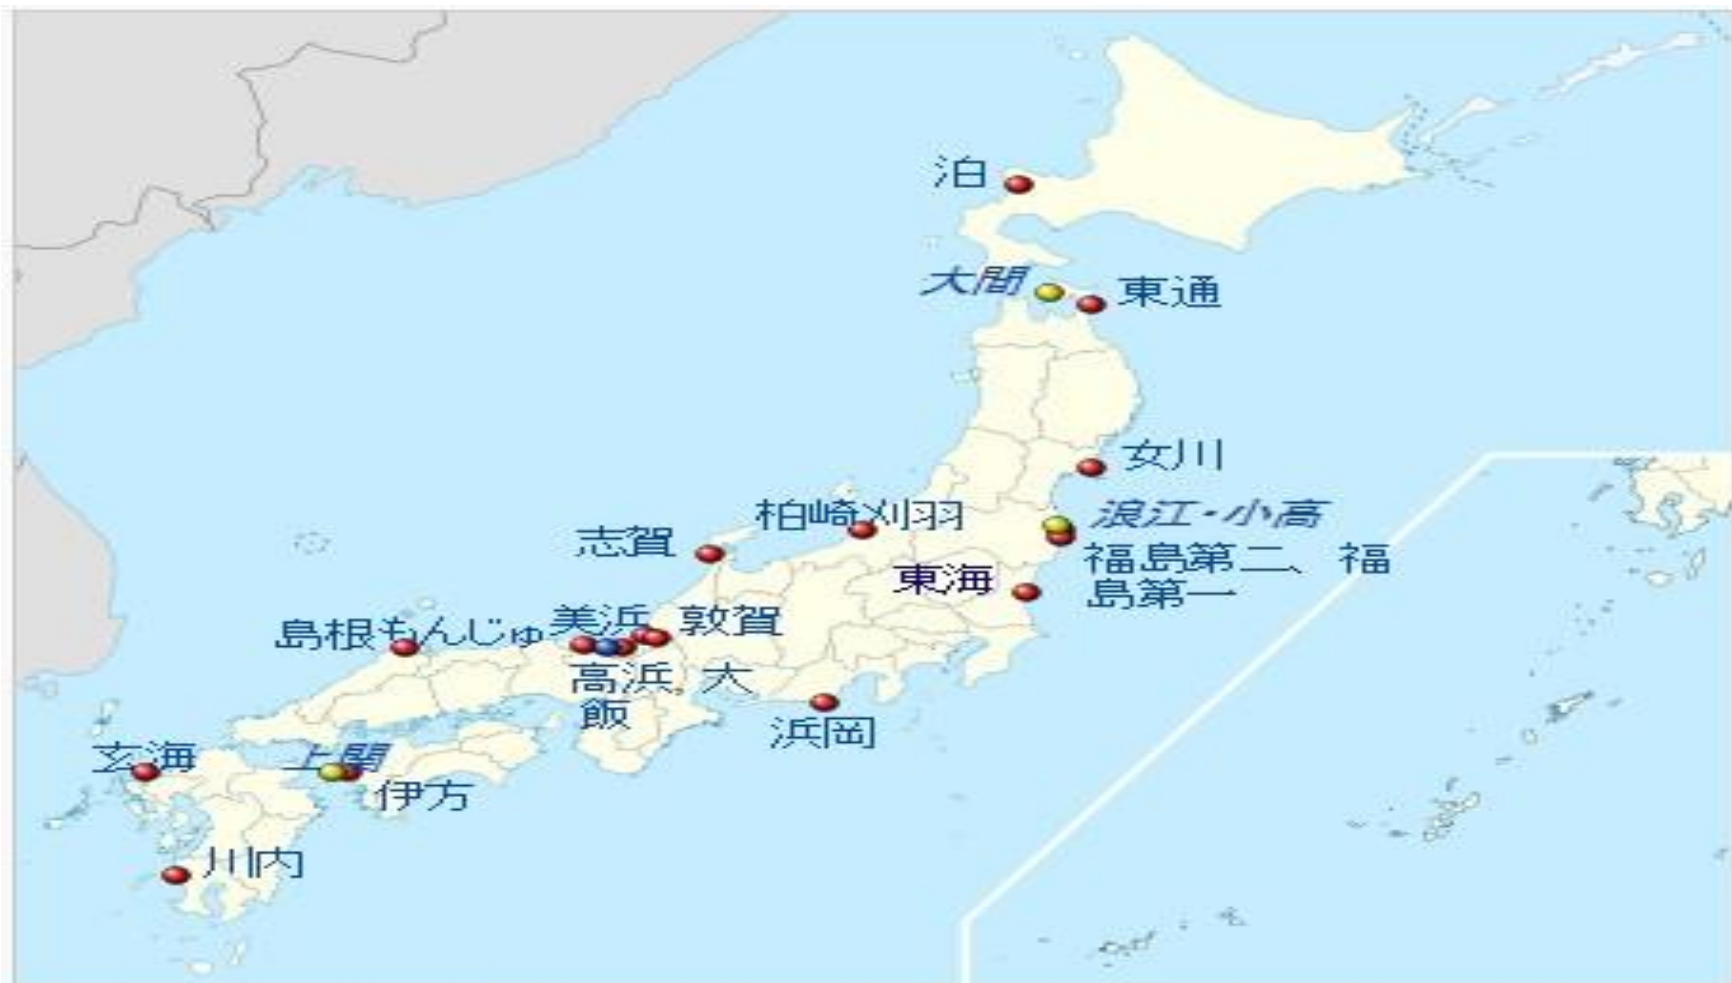 泊
大間
東通
女川
柏崎刈羽
浪江・小高
志賀
福島第二、福
島第一
東海
美浜
敦賀
島根
もんじゅ
高浜, 大
飯
浜岡
玄海
上関
伊方
川内